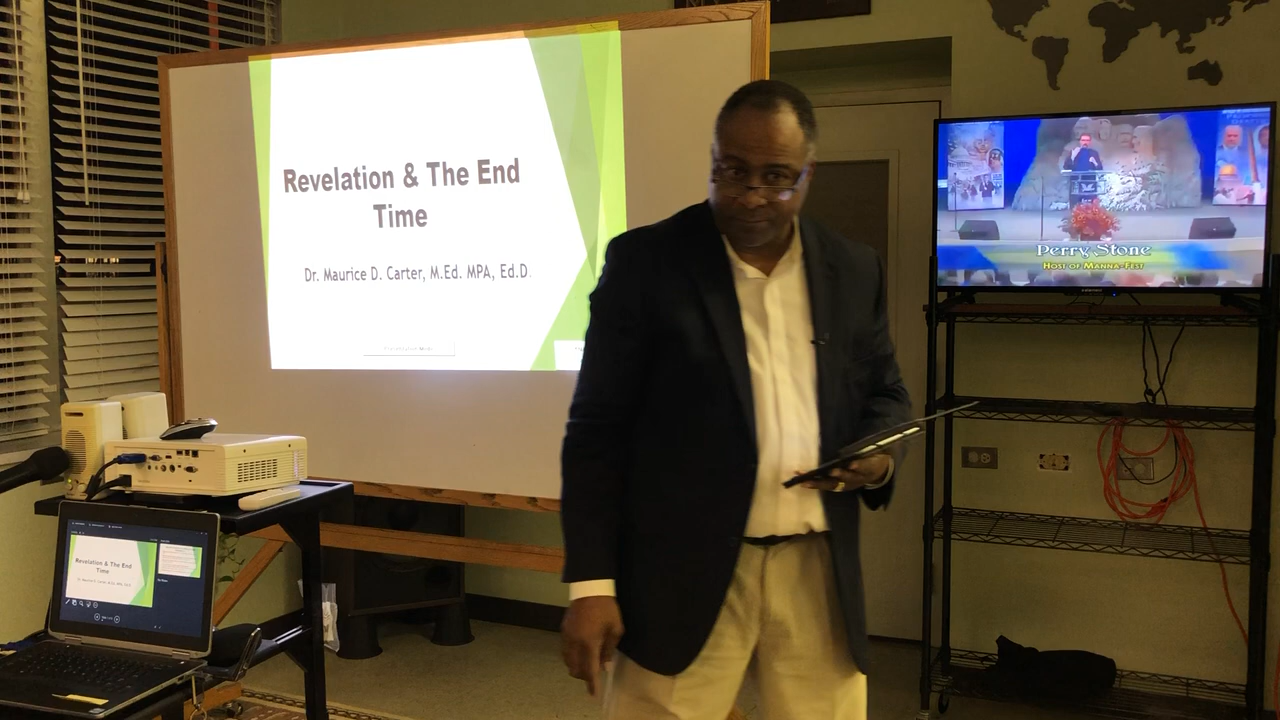 Revelation & The End
Time
Dr. Maurice D. Carter, M.Ed. MPA, Ed.D.
Perry Stone
Host of Manna-Fest
Revelation & The End
Time